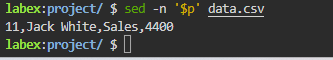 labex:project/ $ sed -n '$p' data.csv
11,Jack White,Sales,4400
labex:project/ $